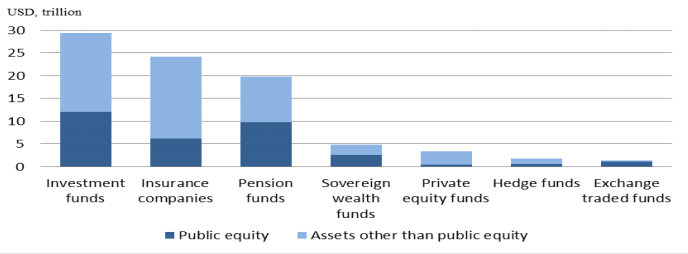 USD, trillion
30
25
20
15
10
5
0
Investment funds
Insurance companies
Pension funds
Sovereign wealth funds
Private equity funds
Hedge funds
Exchange traded funds
Public equity
Assets other than public equity